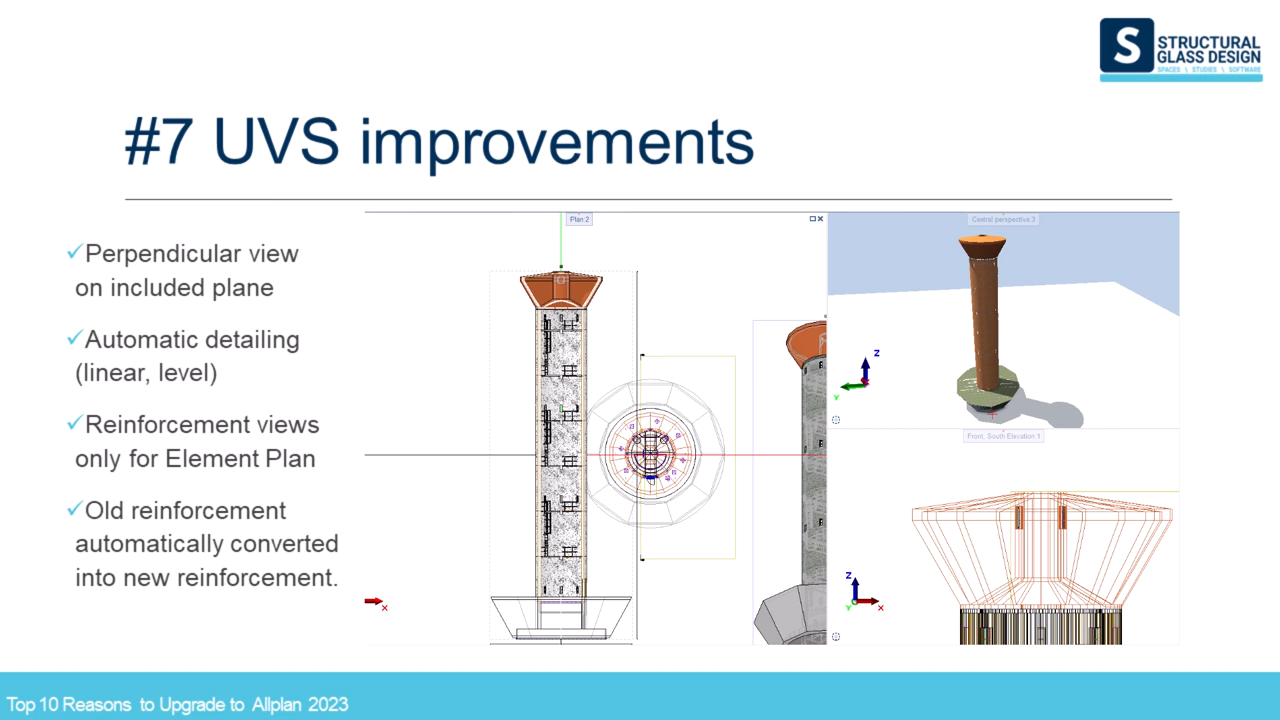 S STRUCTURAL
GLASS DESIGN
SPACES \ STUDIES \ SOFTWARE
#7 UVS improvements
✓Perpendicular view
on included plane
✓Automatic detailing
(linear, level)
✓Reinforcement views
only for Element Plan
✓Old reinforcement
automatically converted
into new reinforcement.
Plan:2
Central perspective:3
Z
Y
Front, South Elevation:1
Z
Y
X
X
Top 10 Reasons to Upgrade to Allplan 2023